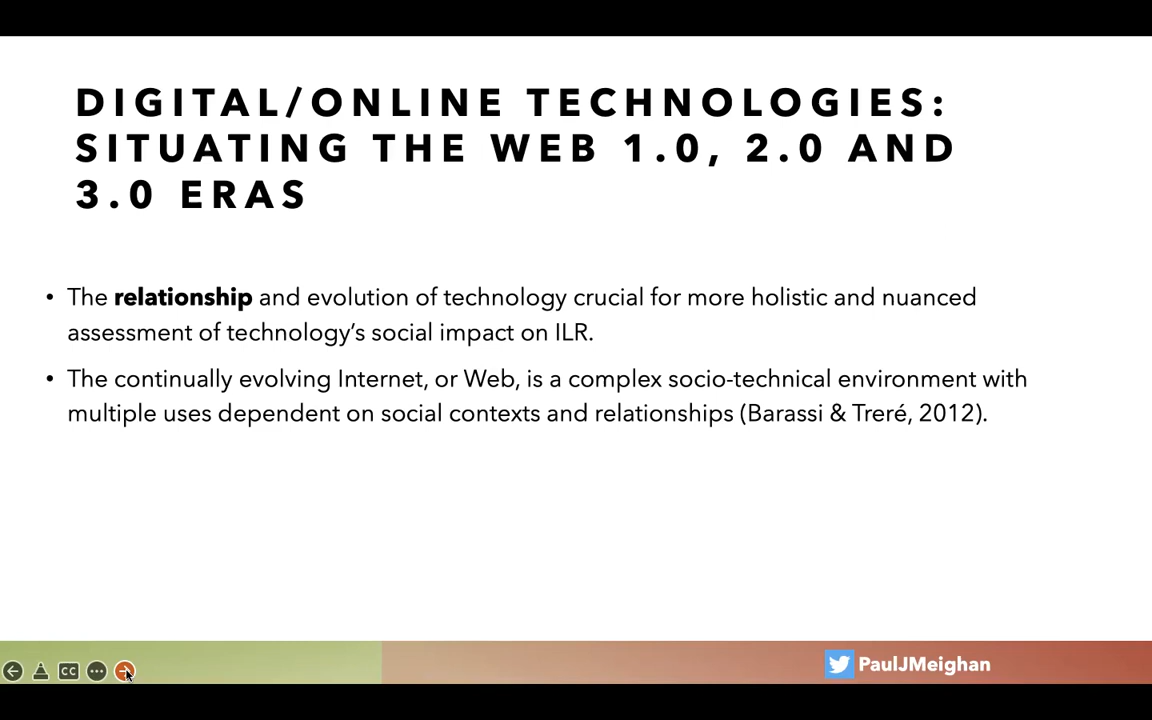 DIGITAL/ONLINE TECHNOLOGIES:
SITUATING THE WEB 1.0, 2.0 AND
3.0 ERAS
• The relationship and evolution of technology crucial for more holistic and nuanced
assessment of technology’s social impact on ILR.
• The continually evolving Internet, or Web, is a complex socio-technical environment with
multiple uses dependent on social contexts and relationships (Barassi & Treré, 2012).
CC
PaulJMeighan